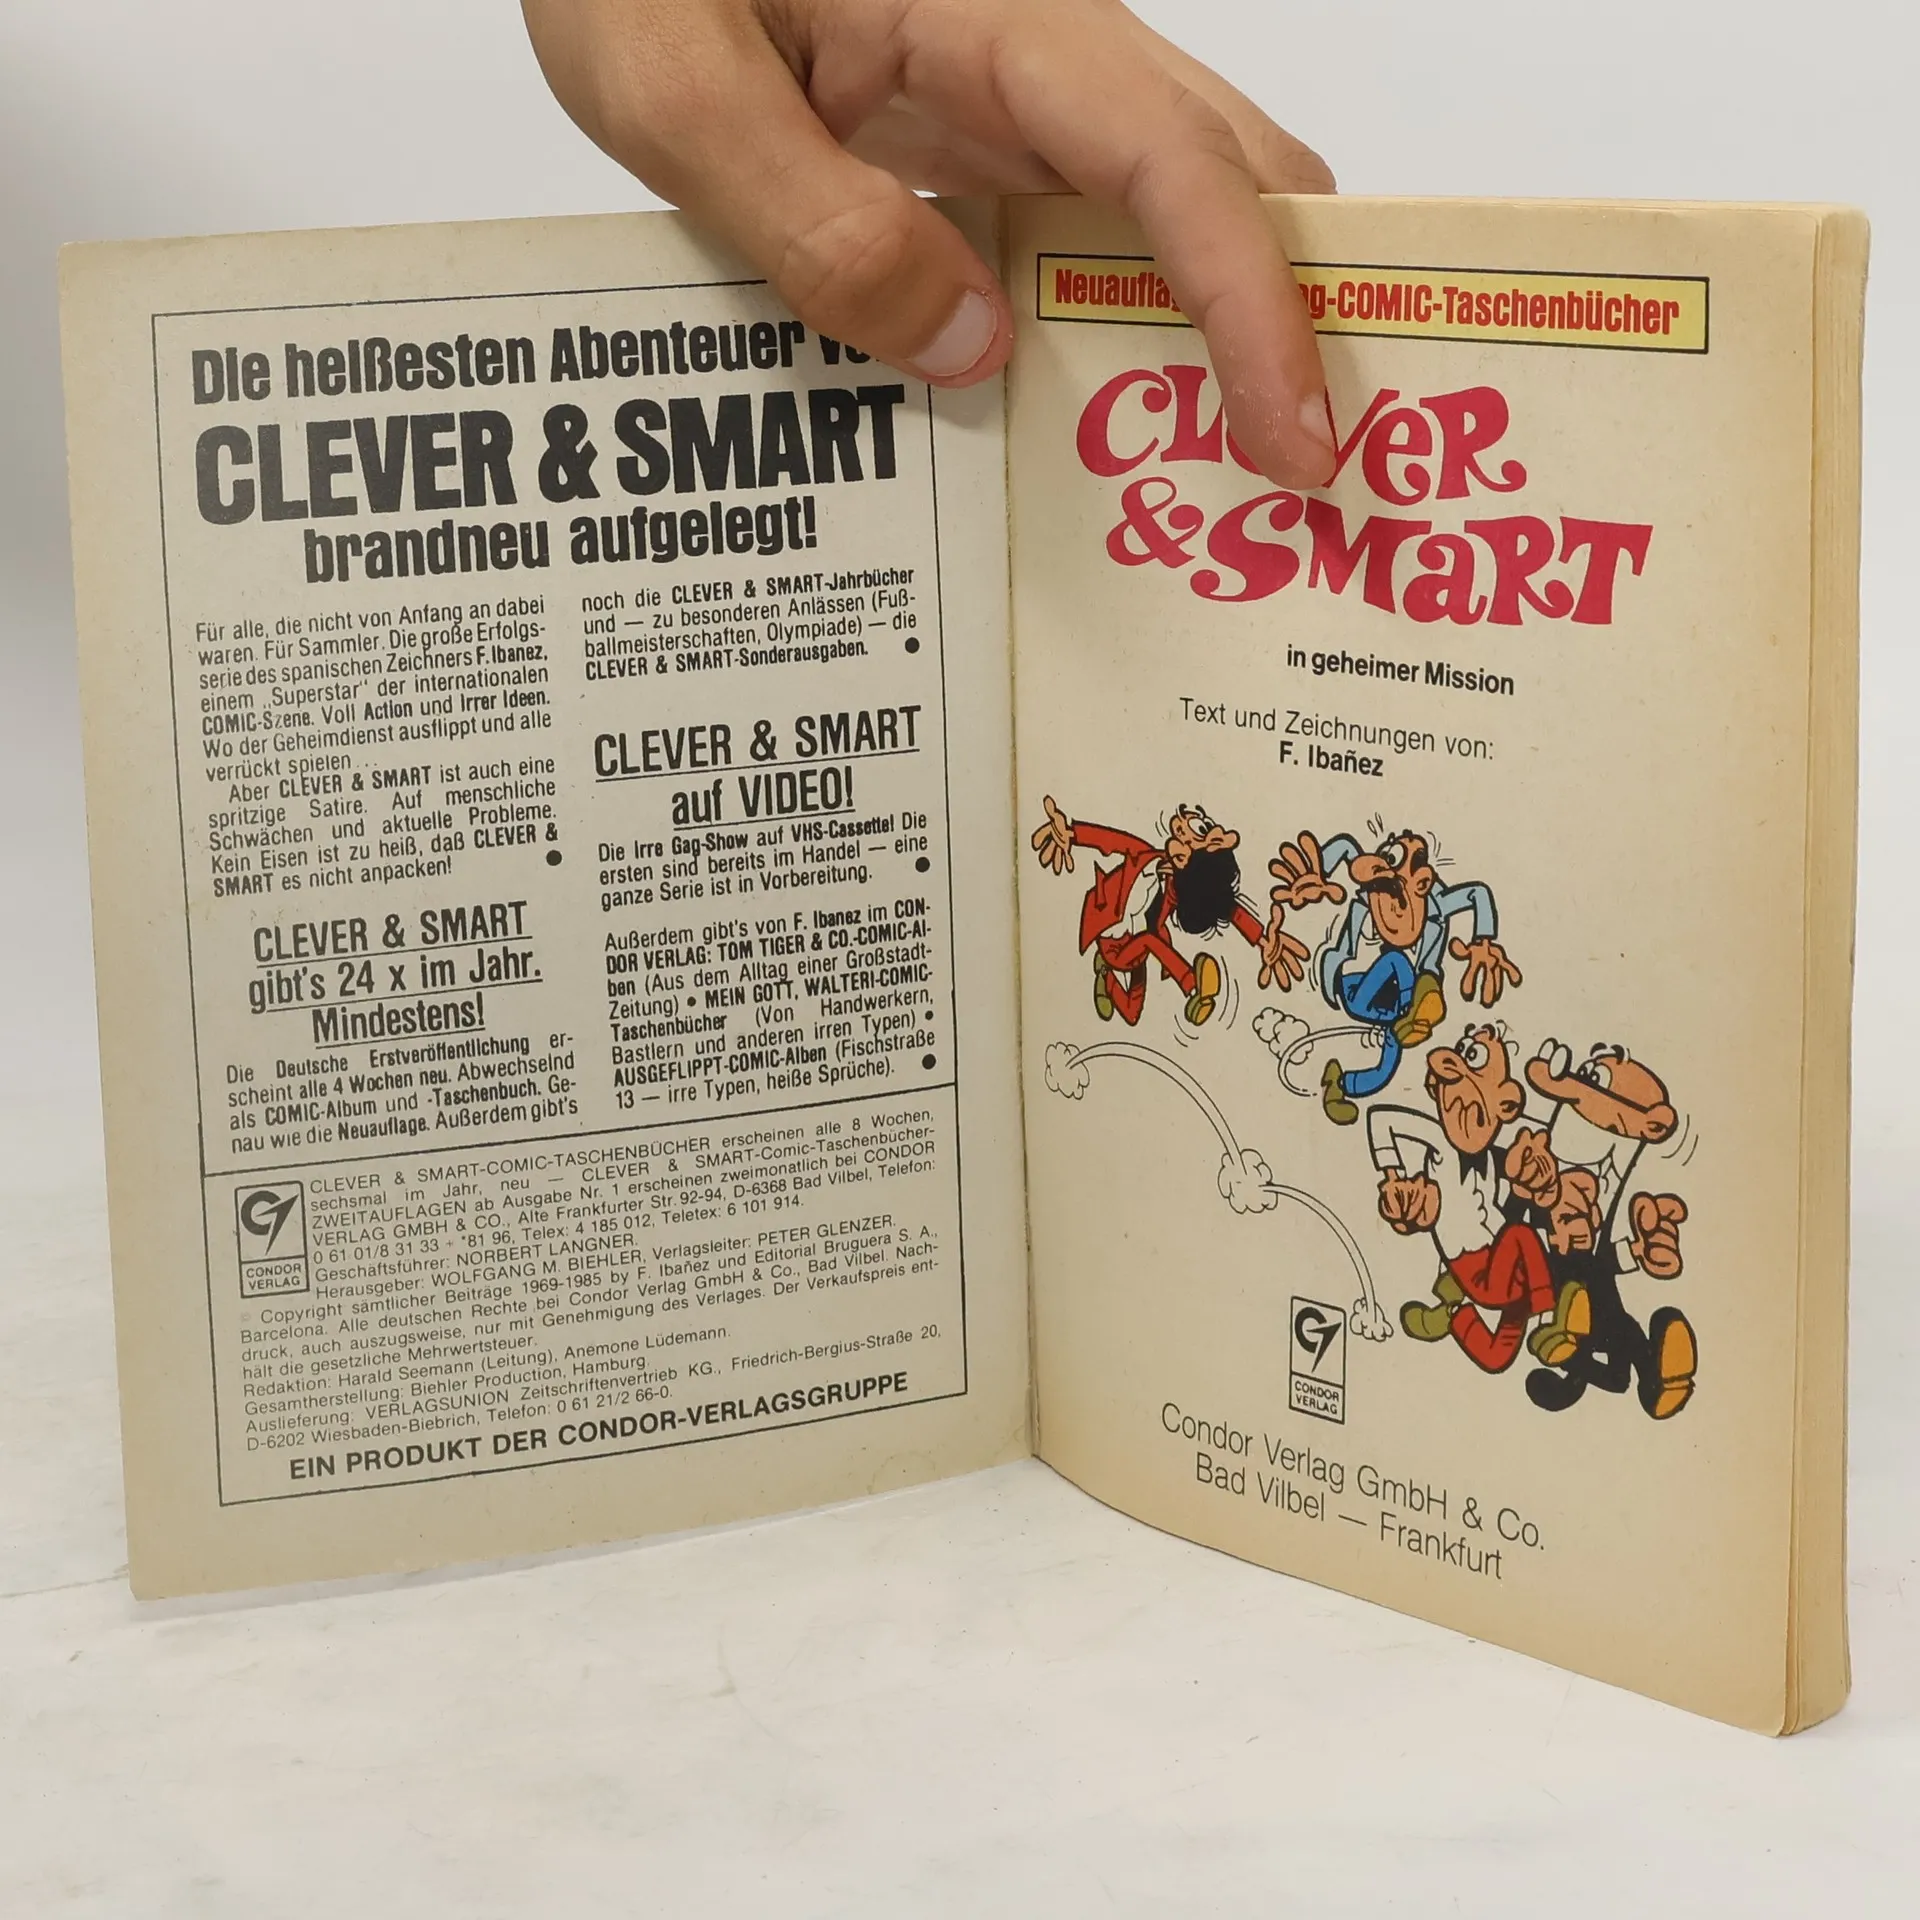 Die heißesten Abenteuer
CLEVER & SMART
brandneu aufgelegt!
Für alle, die nicht von Anfang an dabei
waren. Für Sammler. Die große Erfolgs-
serie des spanischen Zeichners F. Ibanez,
einem „Superstar“ der internationalen
COMIC-Szene. Voll Action und Irrer Ideen.
Wo der Geheimdienst ausflippt und alle
verrückt spielen ...
Aber CLEVER & SMART ist auch eine
spritzige Satire. Auf menschliche
Schwächen und aktuelle Probleme.
Kein Eisen ist zu heiß, daß CLEVER &
SMART es nicht anpacken! ●
CLEVER & SMART
gibt's 24 x im Jahr.
Mindestens!
Die Deutsche Erstveröffentlichung er-
scheint alle 4 Wochen neu. Abwechselnd
als COMIC-Album und -Taschenbuch. Ge-
nau wie die Neuauflage. Außerdem gibt's
noch die CLEVER & SMART-Jahrbücher
und — zu besonderen Anlässen (Fuß-
ballmeisterschaften, Olympiade) — die
CLEVER & SMART-Sonderausgaben. ●
CLEVER & SMART
auf VIDEO!
Die Irre Gag-Show auf VHS-Cassette! Die
ersten sind bereits im Handel — eine
ganze Serie ist in Vorbereitung. ●
Außerdem gibt's von F. Ibanez im CON-
DOR VERLAG: TOM TIGER & CO.-COMIC-Al-
ben (Aus dem Alltag einer Großstadt-
Zeitung) ● MEIN GOTT, WALTER!-COMIC-
Taschenbücher (Von Handwerkern,
Bastlern und anderen irren Typen) ●
AUSGEFLIPPT-COMIC-Alben (Fischstraße
13 — irre Typen, heiße Sprüche). ●
CLEVER & SMART-COMIC-TASCHENBÜCHER erscheinen alle 8 Wochen,
sechsmal im Jahr, neu — CLEVER & SMART-Comic-Taschenbücher-
ZWEITAUFLAGEN ab Ausgabe Nr. 1 erscheinen zweimonatlich bei CONDOR
VERLAG GMBH & CO., Alte Frankfurter Str. 92-94, D-6368 Bad Vilbel, Telefon:
0 61 01/8 31 33 + *81 96, Telex: 4 185 012, Teletex: 6 101 914.
Geschäftsführer: NORBERT LANGNER.
Herausgeber: WOLFGANG M. BIEHLER, Verlagsleiter: PETER GLENZER.
CONDOR
VERLAG
© Copyright sämtlicher Beiträge 1969-1985 by F. Ibañez und Editorial Bruguera S. A.,
Barcelona. Alle deutschen Rechte bei Condor Verlag GmbH & Co., Bad Vilbel. Nach-
druck, auch auszugsweise, nur mit Genehmigung des Verlages. Der Verkaufspreis ent-
hält die gesetzliche Mehrwertsteuer.
Redaktion: Harald Seemann (Leitung), Anemone Lüdemann.
Gesamtherstellung: Biehler Production, Hamburg.
Auslieferung: VERLAGSUNION Zeitschriftenvertrieb KG., Friedrich-Bergius-Straße 20,
D-6202 Wiesbaden-Biebrich, Telefon: 0 61 21/2 66-0.
EIN PRODUKT DER CONDOR-VERLAGSGRUPPE
-COMIC-Taschenbücher
CLEVER
& SMART
in geheimer Mission
Text und Zeichnungen von:
F. Ibañez
CONDOR
VERLAG
Condor Verlag GmbH & Co.
Bad Vilbel — Frankfurt